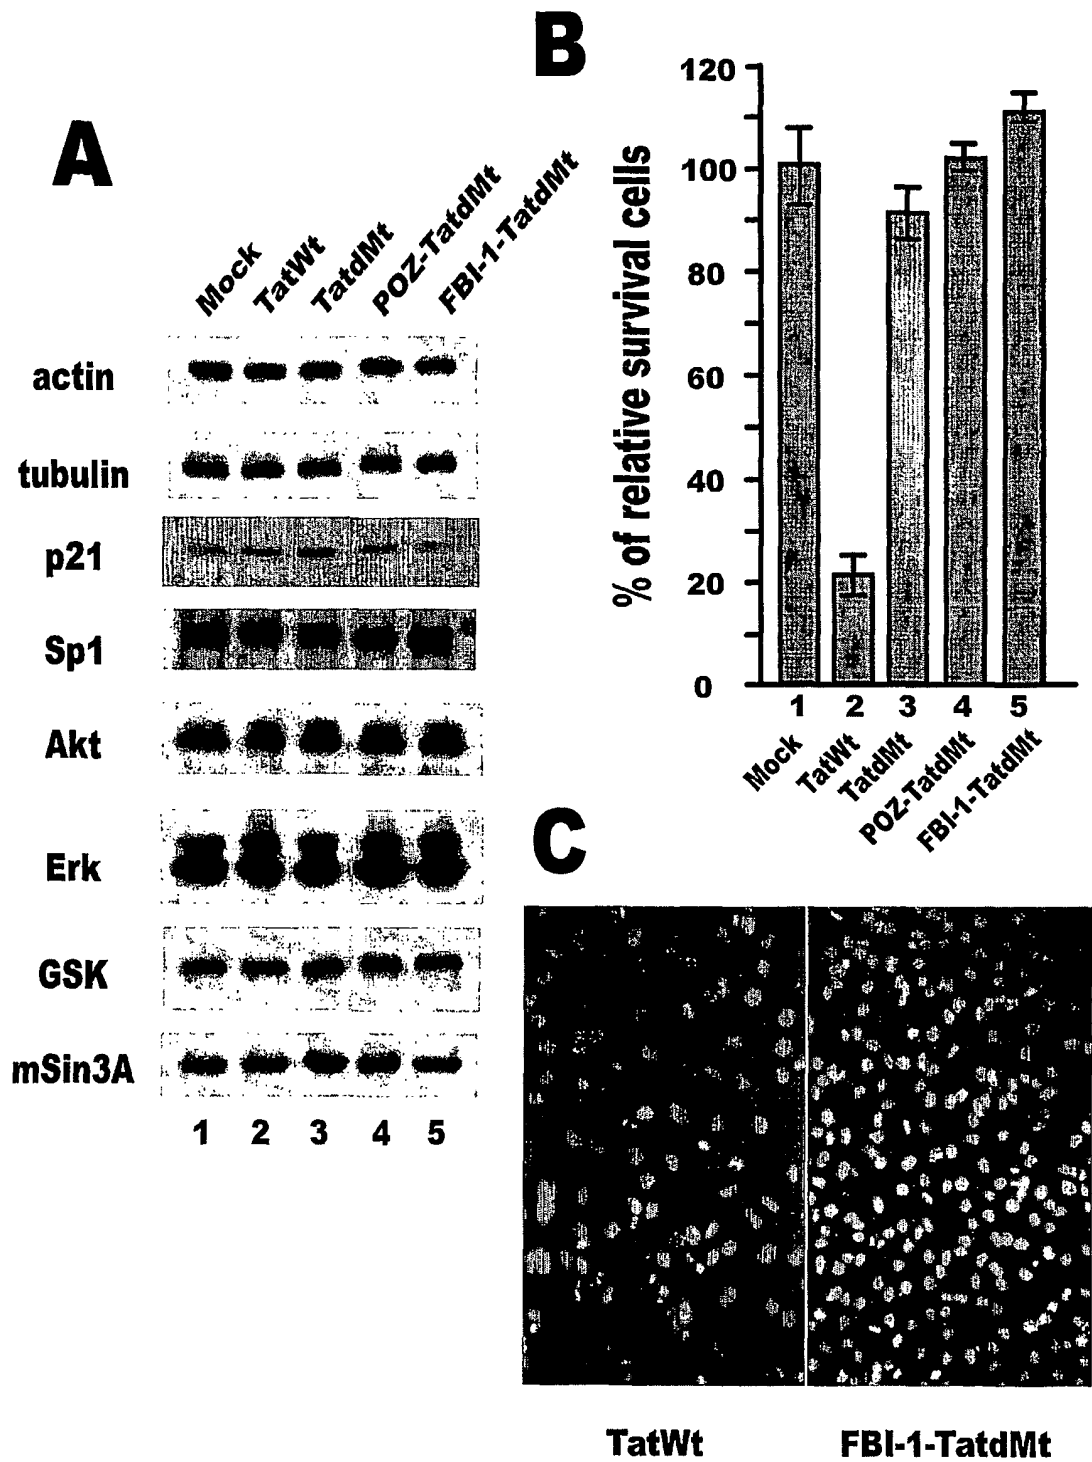 A
Mock
TatWt
TatdMt
POZ-TatdMt
FBI-1-TatdMt
actin
tubulin
p21
Sp1
Akt
Erk
GSK
mSin3A
1 2 3 4 5
B
% of relative survival cells
120
100
80
60
40
20
0
1 2 3 4 5
Mock
TatWt
TatdMt
POZ-TatdMt
FBI-1-TatdMt
C
TatWt FBI-1-TatdMt